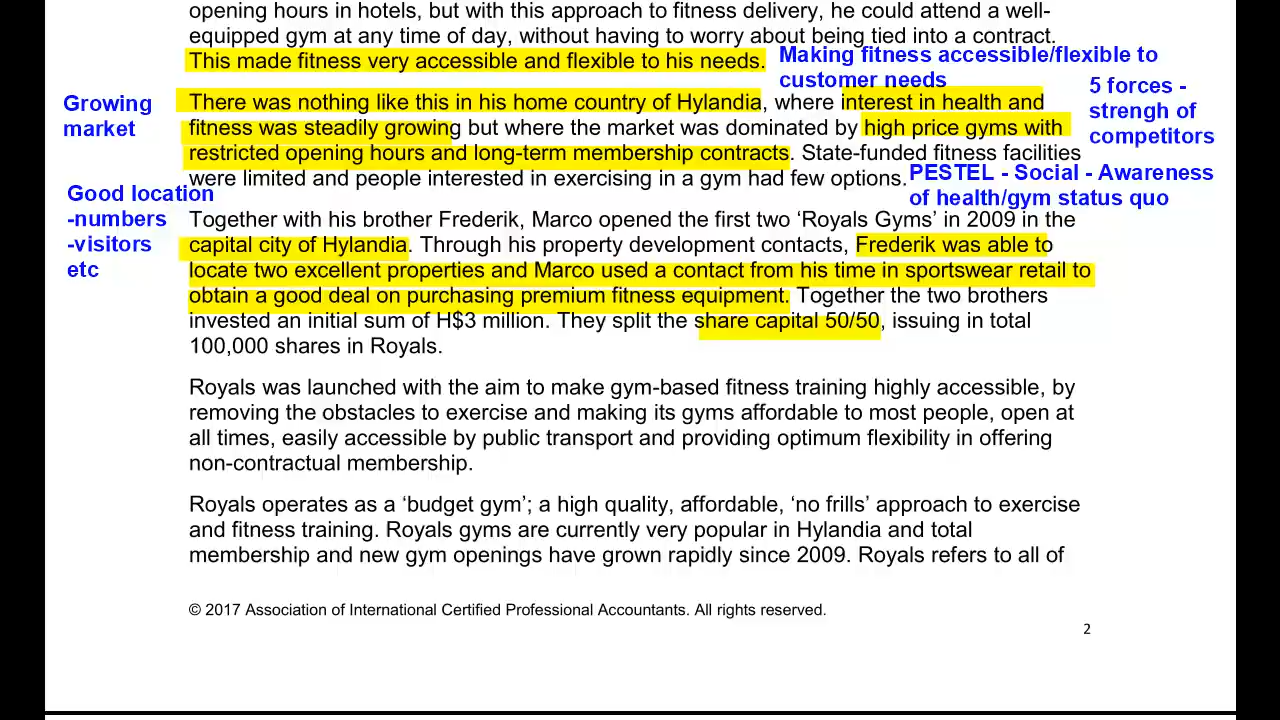 opening hours in hotels, but with this approach to fitness delivery, he could attend a well-
equipped gym at any time of day, without having to worry about being tied into a contract.
This made fitness very accessible and flexible to his needs.
Making fitness accessible/flexible to
customer needs
Growing
market
There was nothing like this in his home country of Hylandia, where interest in health and
fitness was steadily growing but where the market was dominated by high price gyms with
restricted opening hours and long-term membership contracts. State-funded fitness facilities
were limited and people interested in exercising in a gym had few options.
5 forces -
strengh of
competitors
PESTEL - Social - Awareness
of health/gym status quo
Good location
-numbers
-visitors
etc
Together with his brother Frederik, Marco opened the first two ‘Royals Gyms’ in 2009 in the
capital city of Hylandia. Through his property development contacts, Frederik was able to
locate two excellent properties and Marco used a contact from his time in sportswear retail to
obtain a good deal on purchasing premium fitness equipment. Together the two brothers
invested an initial sum of H$3 million. They split the share capital 50/50, issuing in total
100,000 shares in Royals.
Royals was launched with the aim to make gym-based fitness training highly accessible, by
removing the obstacles to exercise and making its gyms affordable to most people, open at
all times, easily accessible by public transport and providing optimum flexibility in offering
non-contractual membership.
Royals operates as a ‘budget gym’; a high quality, affordable, ‘no frills’ approach to exercise
and fitness training. Royals gyms are currently very popular in Hylandia and total
membership and new gym openings have grown rapidly since 2009. Royals refers to all of
© 2017 Association of International Certified Professional Accountants. All rights reserved.
2